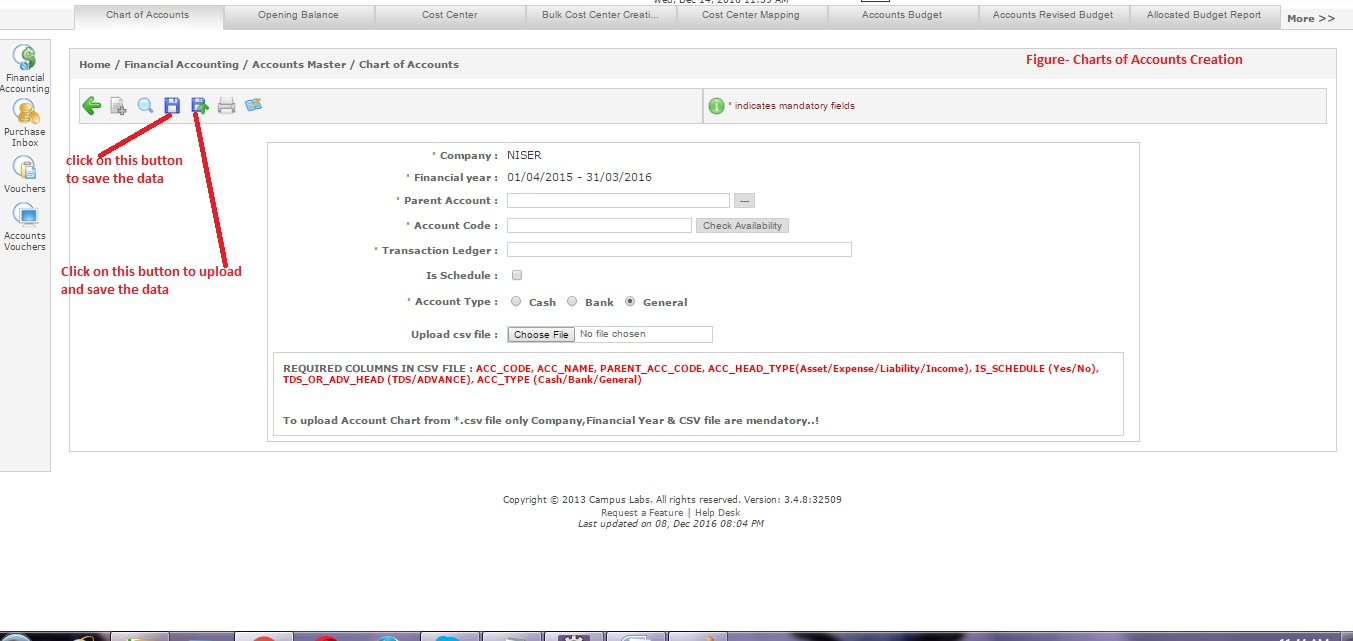 Wed, Dec 14, 2016 11:39 AM
Chart of Accounts
Opening Balance
Cost Center
Bulk Cost Center Creati...
Cost Center Mapping
Accounts Budget
Accounts Revised Budget
Allocated Budget Report
More >>
Financial
Accounting
Purchase
Inbox
Vouchers
Accounts
Vouchers
Home / Financial Accounting / Accounts Master / Chart of Accounts
Figure- Charts of Accounts Creation
* indicates mandatory fields
click on this button
to save the data
Click on this button to upload
and save the data
* Company : NISER
* Financial year : 01/04/2015 - 31/03/2016
* Parent Account : ---
* Account Code : Check Availability
* Transaction Ledger :
Is Schedule :
* Account Type : Cash Bank General
Upload csv file : Choose File No file chosen
REQUIRED COLUMNS IN CSV FILE : ACC_CODE, ACC_NAME, PARENT_ACC_CODE, ACC_HEAD_TYPE(Asset/Expense/Liability/Income), IS_SCHEDULE (Yes/No),
TDS_OR_ADV_HEAD (TDS/ADVANCE), ACC_TYPE (Cash/Bank/General)
To upload Account Chart from *.csv file only Company,Financial Year & CSV file are mendatory..!
Copyright © 2013 Campus Labs. All rights reserved. Version: 3.4.8:32509
Request a Feature | Help Desk
Last updated on 08, Dec 2016 08:04 PM